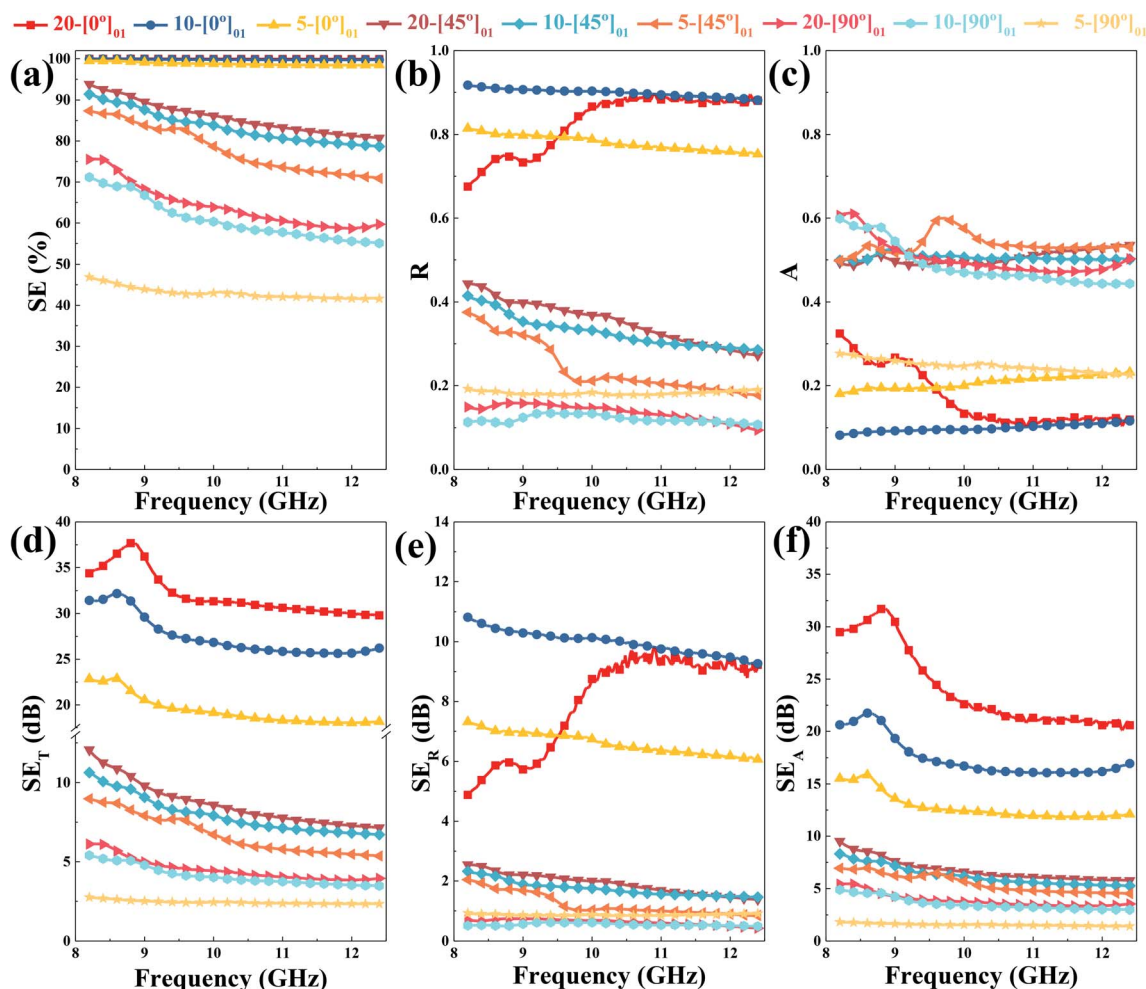 20-[0°]₀₁ 10-[0°]₀₁ 5-[0°]₀₁ 20-[45°]₀₁ 10-[45°]₀₁ 5-[45°]₀₁ 20-[90°]₀₁ 10-[90°]₀₁ 5-[90°]₀₁
(a)
100
90
80
70
60
50
40
30
20
10
0
SE (%)
8 9 10 11 12
Frequency (GHz)
(b)
1.0
0.8
0.6
0.4
0.2
0.0
R
8 9 10 11 12
Frequency (GHz)
(c)
1.0
0.8
0.6
0.4
0.2
0.0
A
8 9 10 11 12
Frequency (GHz)
(d)
40
35
30
25
20
10
5
0
SE_T (dB)
8 9 10 11 12
Frequency (GHz)
(e)
14
12
10
8
6
4
2
0
SE_R (dB)
8 9 10 11 12
Frequency (GHz)
(f)
40
35
30
25
20
15
10
5
0
SE_A (dB)
8 9 10 11 12
Frequency (GHz)